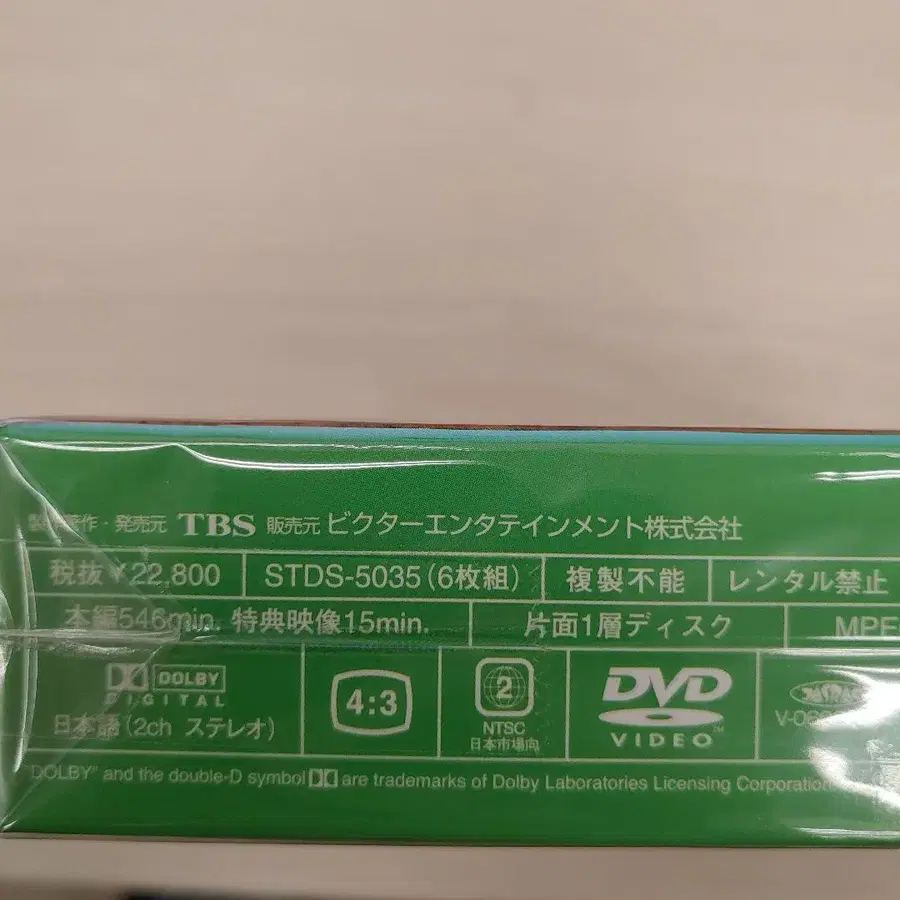 製作著作・発売元 TBS 販売元 ビクターエンタテインメント株式会社
税抜¥22,800 STDS-5035(6枚組) 複製不能 レンタル禁止
本編546min. 特典映像15min. 片面1層ディスク
DOLBY DIGITAL
日本語(2ch ステレオ)
4:3
2
NTSC
日本市場向
DVD
VIDEO
"DOLBY" and the double-D symbol are trademarks of Dolby Laboratories Licensing Corporation